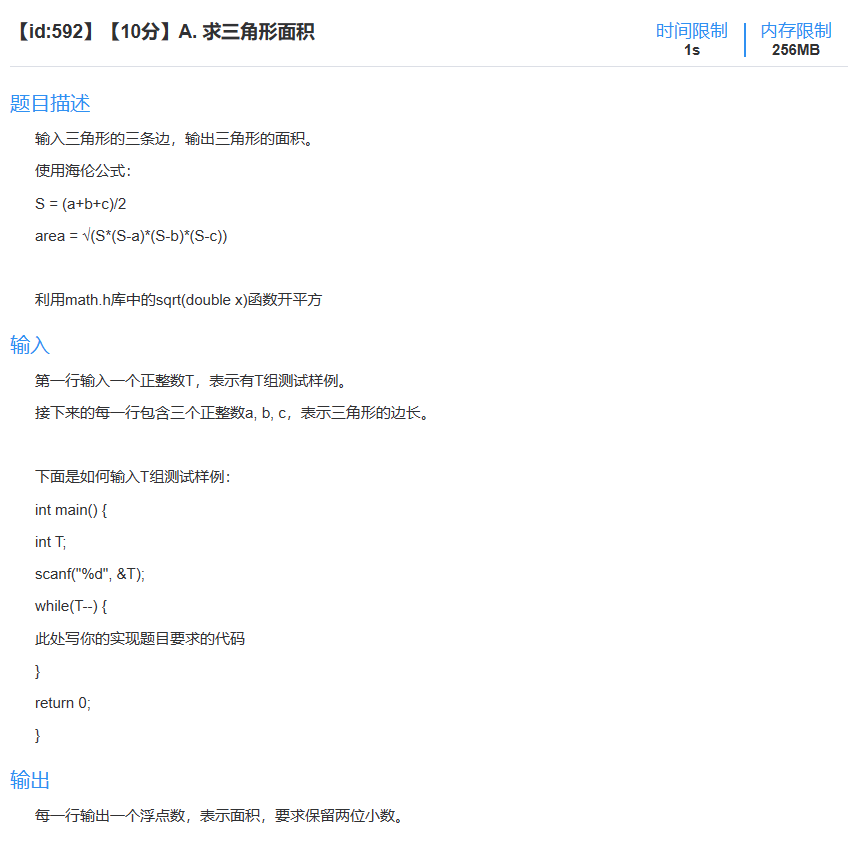 【id:592】【10分】A. 求三角形面积
时间限制
1s
内存限制
256MB
题目描述
输入三角形的三条边，输出三角形的面积。
使用海伦公式：
S = (a+b+c)/2
area = √(S*(S-a)*(S-b)*(S-c))
利用math.h库中的sqrt(double x)函数开平方
输入
第一行输入一个正整数T，表示有T组测试样例。
接下来的每一行包含三个正整数a, b, c，表示三角形的边长。
下面是如何输入T组测试样例：
int main() {
int T;
scanf("%d", &T);
while(T--) {
此处写你的实现题目要求的代码
}
return 0;
}
输出
每一行输出一个浮点数，表示面积，要求保留两位小数。